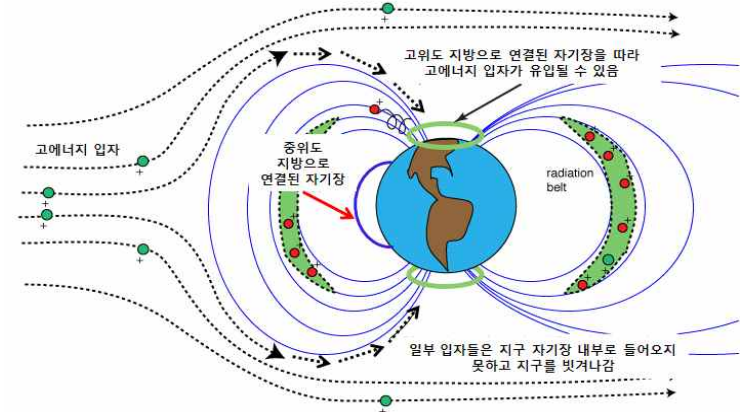 고위도 지방으로 연결된 자기장을 따라
고에너지 입자가 유입될 수 있음
고에너지 입자
중위도
지방으로
연결된 자기장
radiation
belt
일부 입자들은 지구 자기장 내부로 들어오지
못하고 지구를 빗겨나감